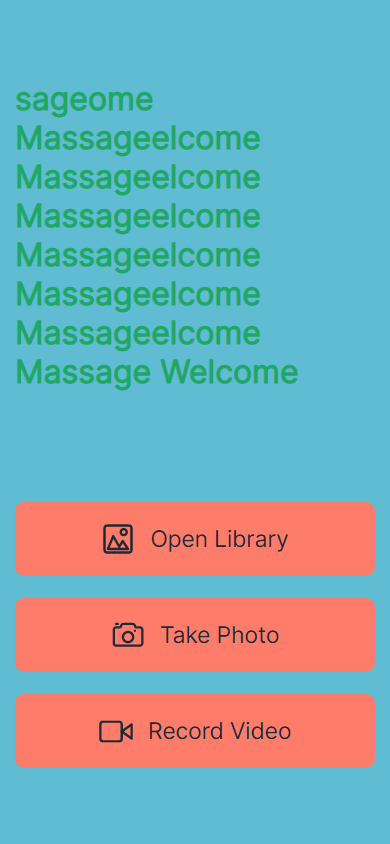 sageome
Massageelcome
Massageelcome
Massageelcome
Massageelcome
Massageelcome
Massageelcome
Massage Welcome
Open Library
Take Photo
Record Video